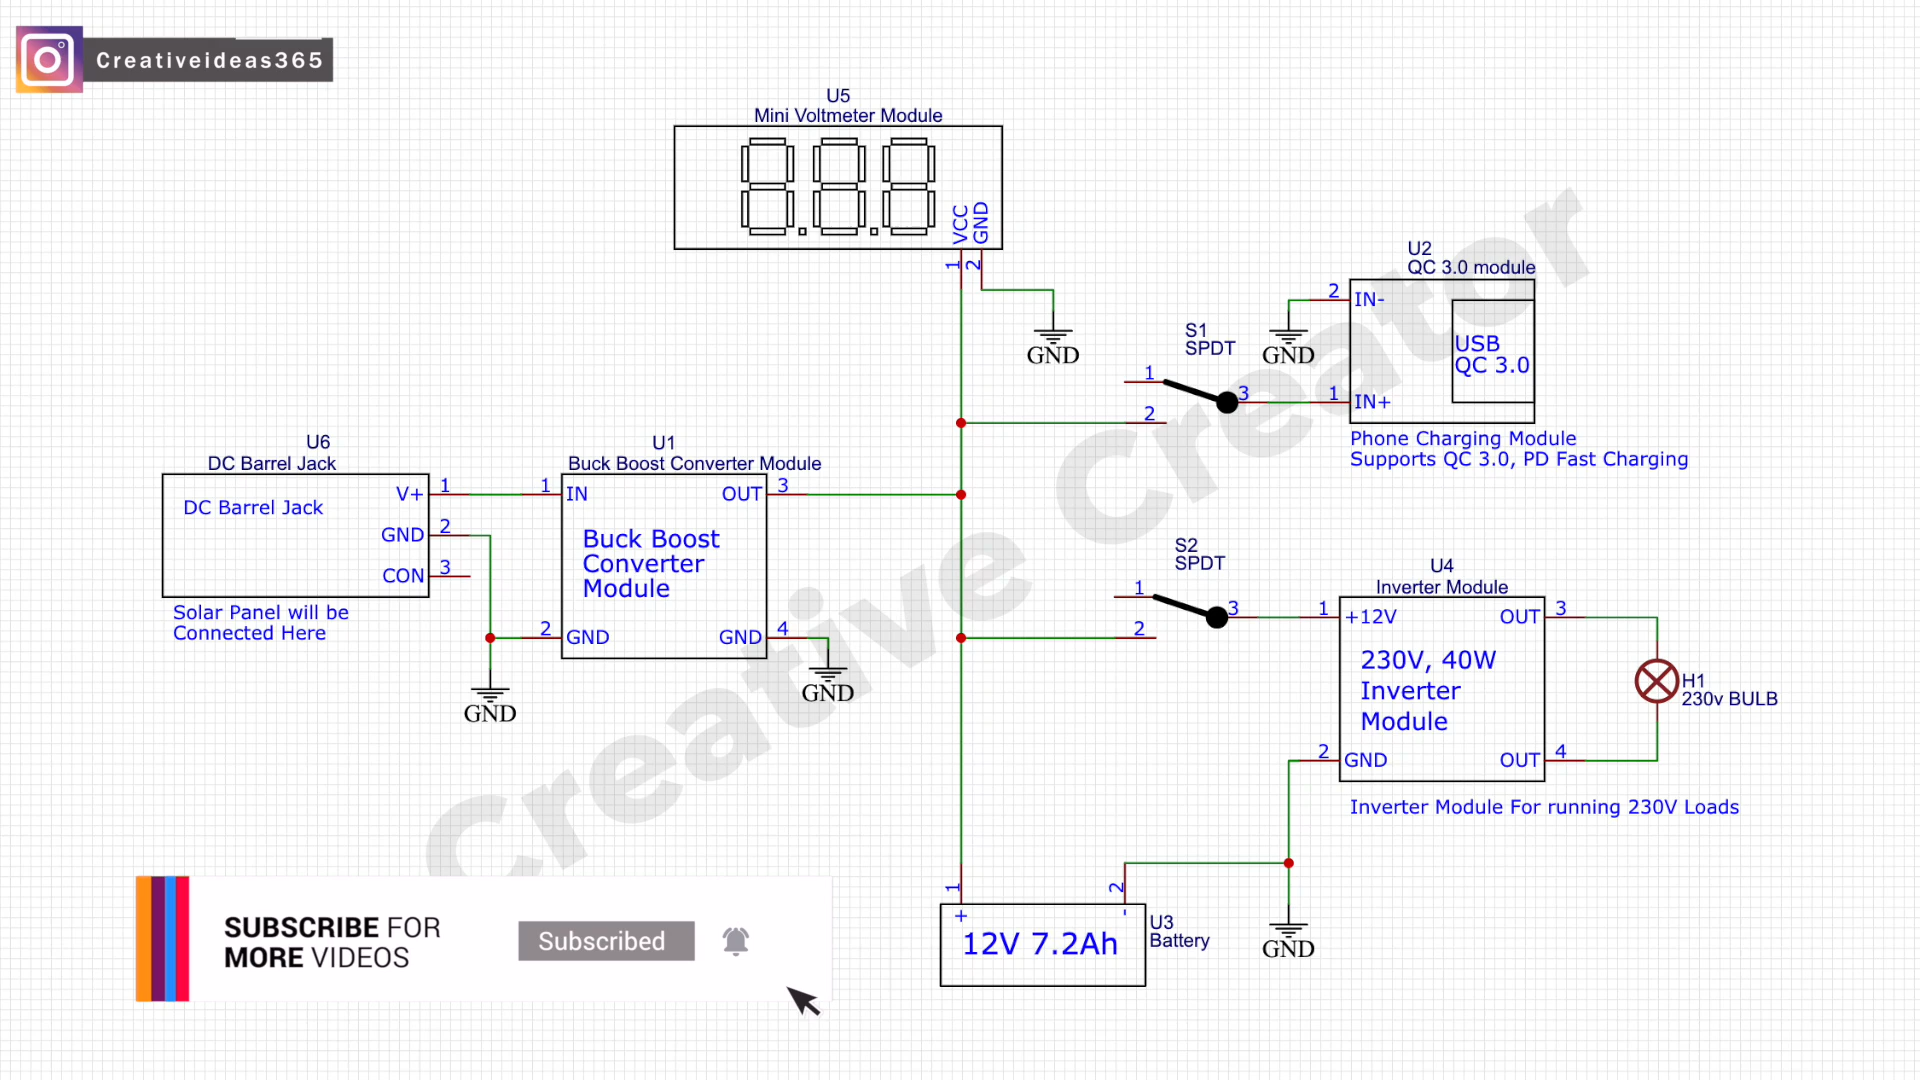 Creativeideas365
U5
Mini Voltmeter Module
VCC
GND
1
2
GND
U2
QC 3.0 module
2
IN-
GND
USB
QC 3.0
1
IN+
Phone Charging Module
Supports QC 3.0, PD Fast Charging
S1
SPDT
1
2
3
U6
DC Barrel Jack
DC Barrel Jack
V+
1
GND
2
CON
3
Solar Panel will be
Connected Here
GND
U1
Buck Boost Converter Module
1
IN
OUT
3
Buck Boost
Converter
Module
2
GND
GND
4
GND
S2
SPDT
1
2
3
U4
Inverter Module
1
+12V
OUT
3
230V, 40W
Inverter
Module
2
GND
OUT
4
H1
230v BULB
Inverter Module For running 230V Loads
1
2
+
-
12V 7.2Ah
U3
Battery
GND
Creative Creator
SUBSCRIBE FOR
MORE VIDEOS
Subscribed